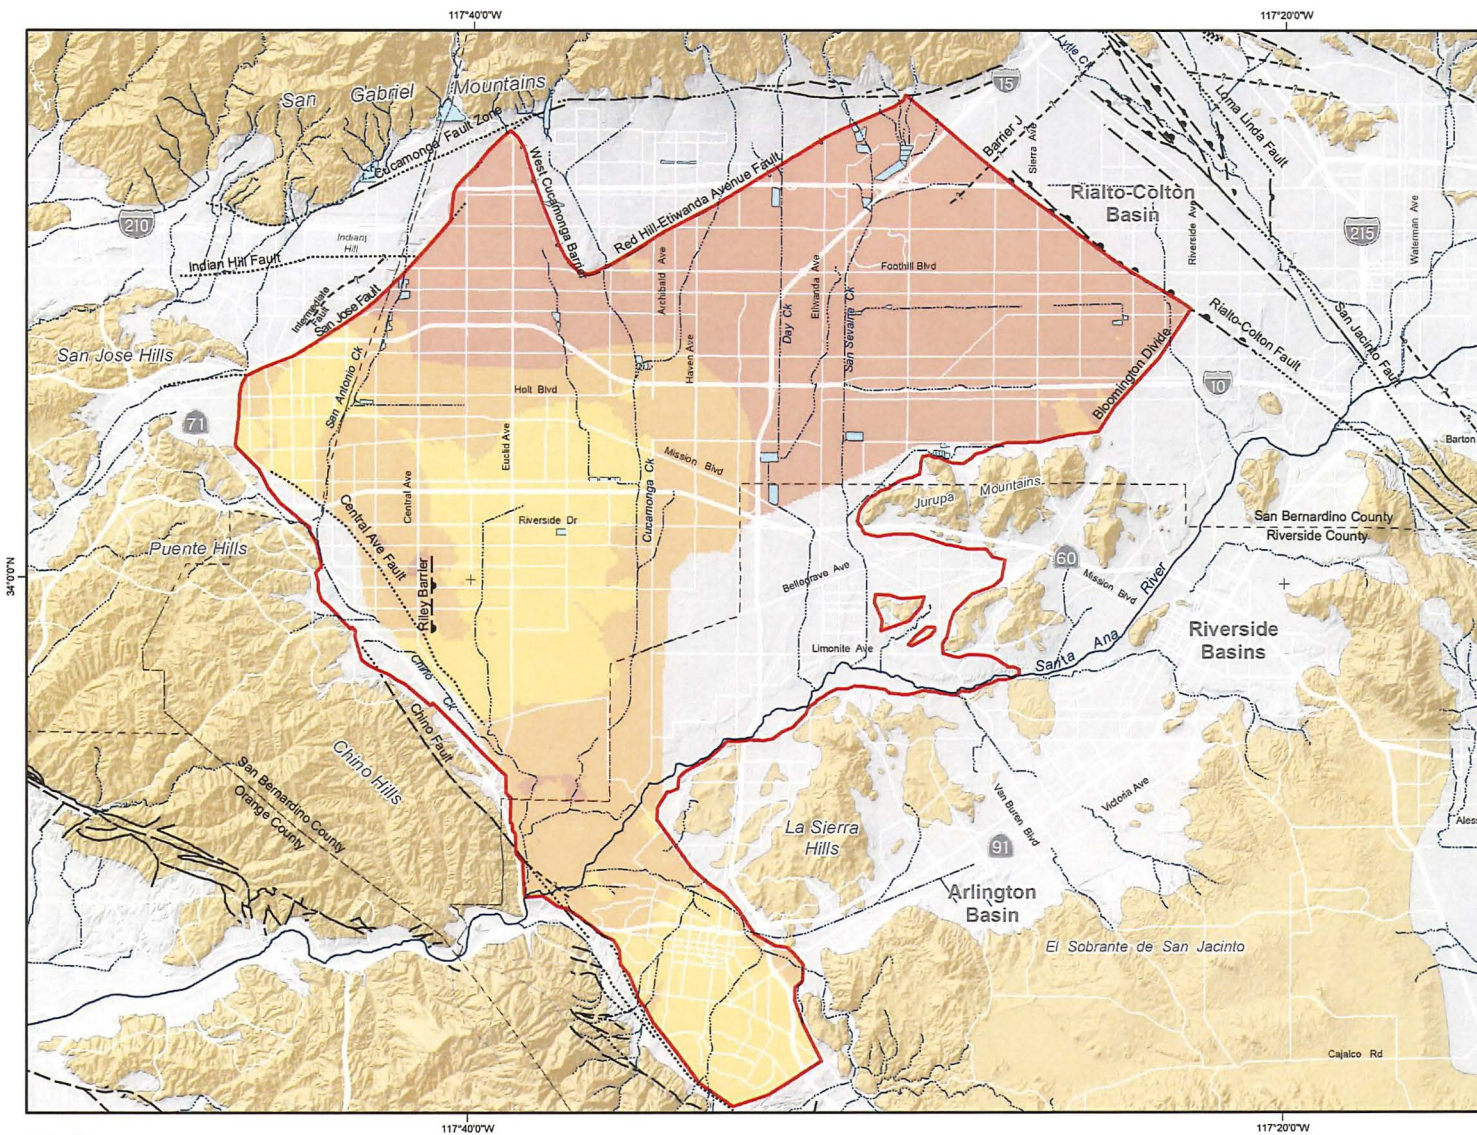 117°40'0"W
117°20'0"W
San Gabriel Mountains
Cucamonga Fault Zone
15
Lytle Ck
Loma Linda Fault
Barrier J
Sierra Ave
West Cucamonga Barrier
Red Hill-Etiwanda Avenue Fault
Rialto-Colton
Basin
Riverside Ave
Waterman Ave
210
215
Indian
Hill
Indian Hill Fault
Archibald Ave
Foothill Blvd
Etiwanda Ave
San Jose Fault
Fault
Day Ck
San Sevaine Ck
Rialto-Colton Fault
San Jacinto Fault
San Jose Hills
San Antonio Ck
Haven Ave
Holt Blvd
Bloomington Divide
10
71
Euclid Ave
Mission Blvd
Barton
Central Ave
Cucamonga Ck
Jurupa Mountains
Central Ave Fault
Riverside Dr
San Bernardino County
Riverside County
Puente Hills
34°0'0"N
Riley Barrier
Bellegrave Ave
60
Mission Blvd
Santa Ana River
Riverside
Basins
Limonite Ave
Chino Ck
Chino Fault
Chino Hills
San Bernardino County
Orange County
La Sierra
Hills
Van Buren Blvd
Victoria Ave
Aless
91
Arlington
Basin
El Sobrante de San Jacinto
Cajalco Rd
117°40'0"W
117°20'0"W